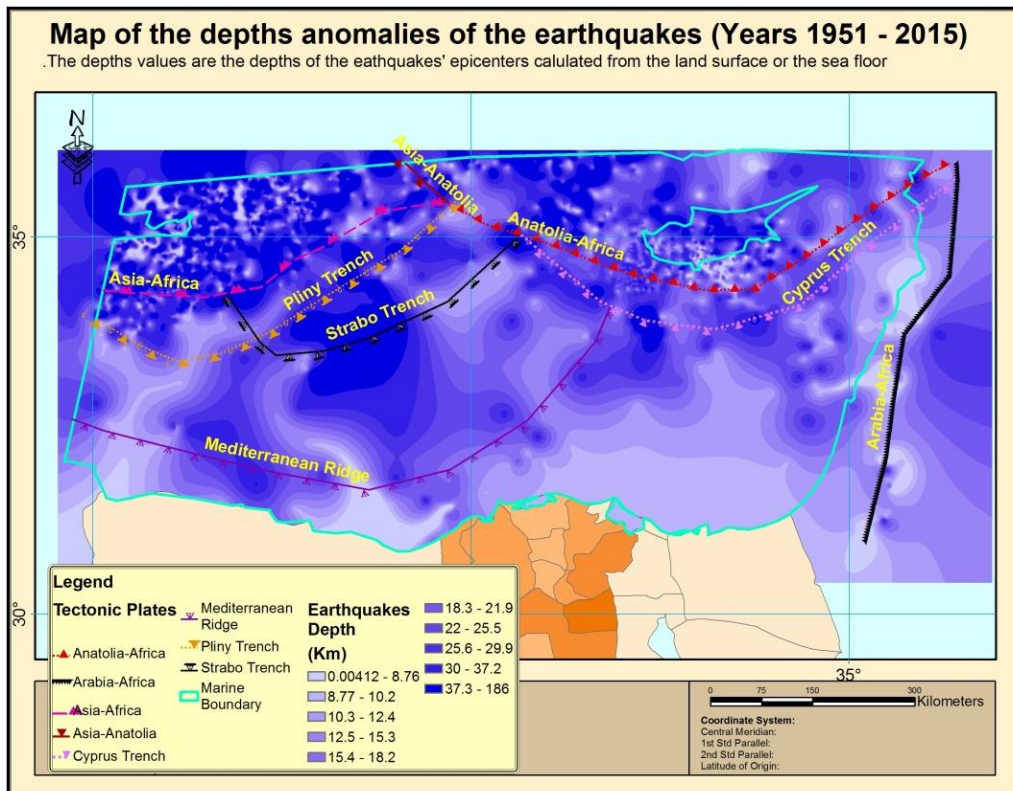 Map of the depths anomalies of the earthquakes (Years 1951 - 2015)
.The depths values are the depths of the eathquakes' epicenters calulated from the land surface or the sea floor
N
Asia-Anatolia
35°
Anatolia-Africa
Asia-Africa
Pliny Trench
Cyprus Trench
Strabo Trench
Arabia-Africa
Mediterranean Ridge
30°
35°
Legend
Tectonic Plates
Anatolia-Africa
Arabia-Africa
Asia-Africa
Asia-Anatolia
Cyprus Trench
Mediterranean
Ridge
Pliny Trench
Strabo Trench
Marine
Boundary
Earthquakes
Depth
(Km)
0.00412 - 8.76
8.77 - 10.2
10.3 - 12.4
12.5 - 15.3
15.4 - 18.2
18.3 - 21.9
22 - 25.5
25.6 - 29.9
30 - 37.2
37.3 - 186
0 75 150 300
Kilometers
Coordinate System:
Central Meridian:
1st Std Parallel:
2nd Std Parallel:
Latitude of Origin: